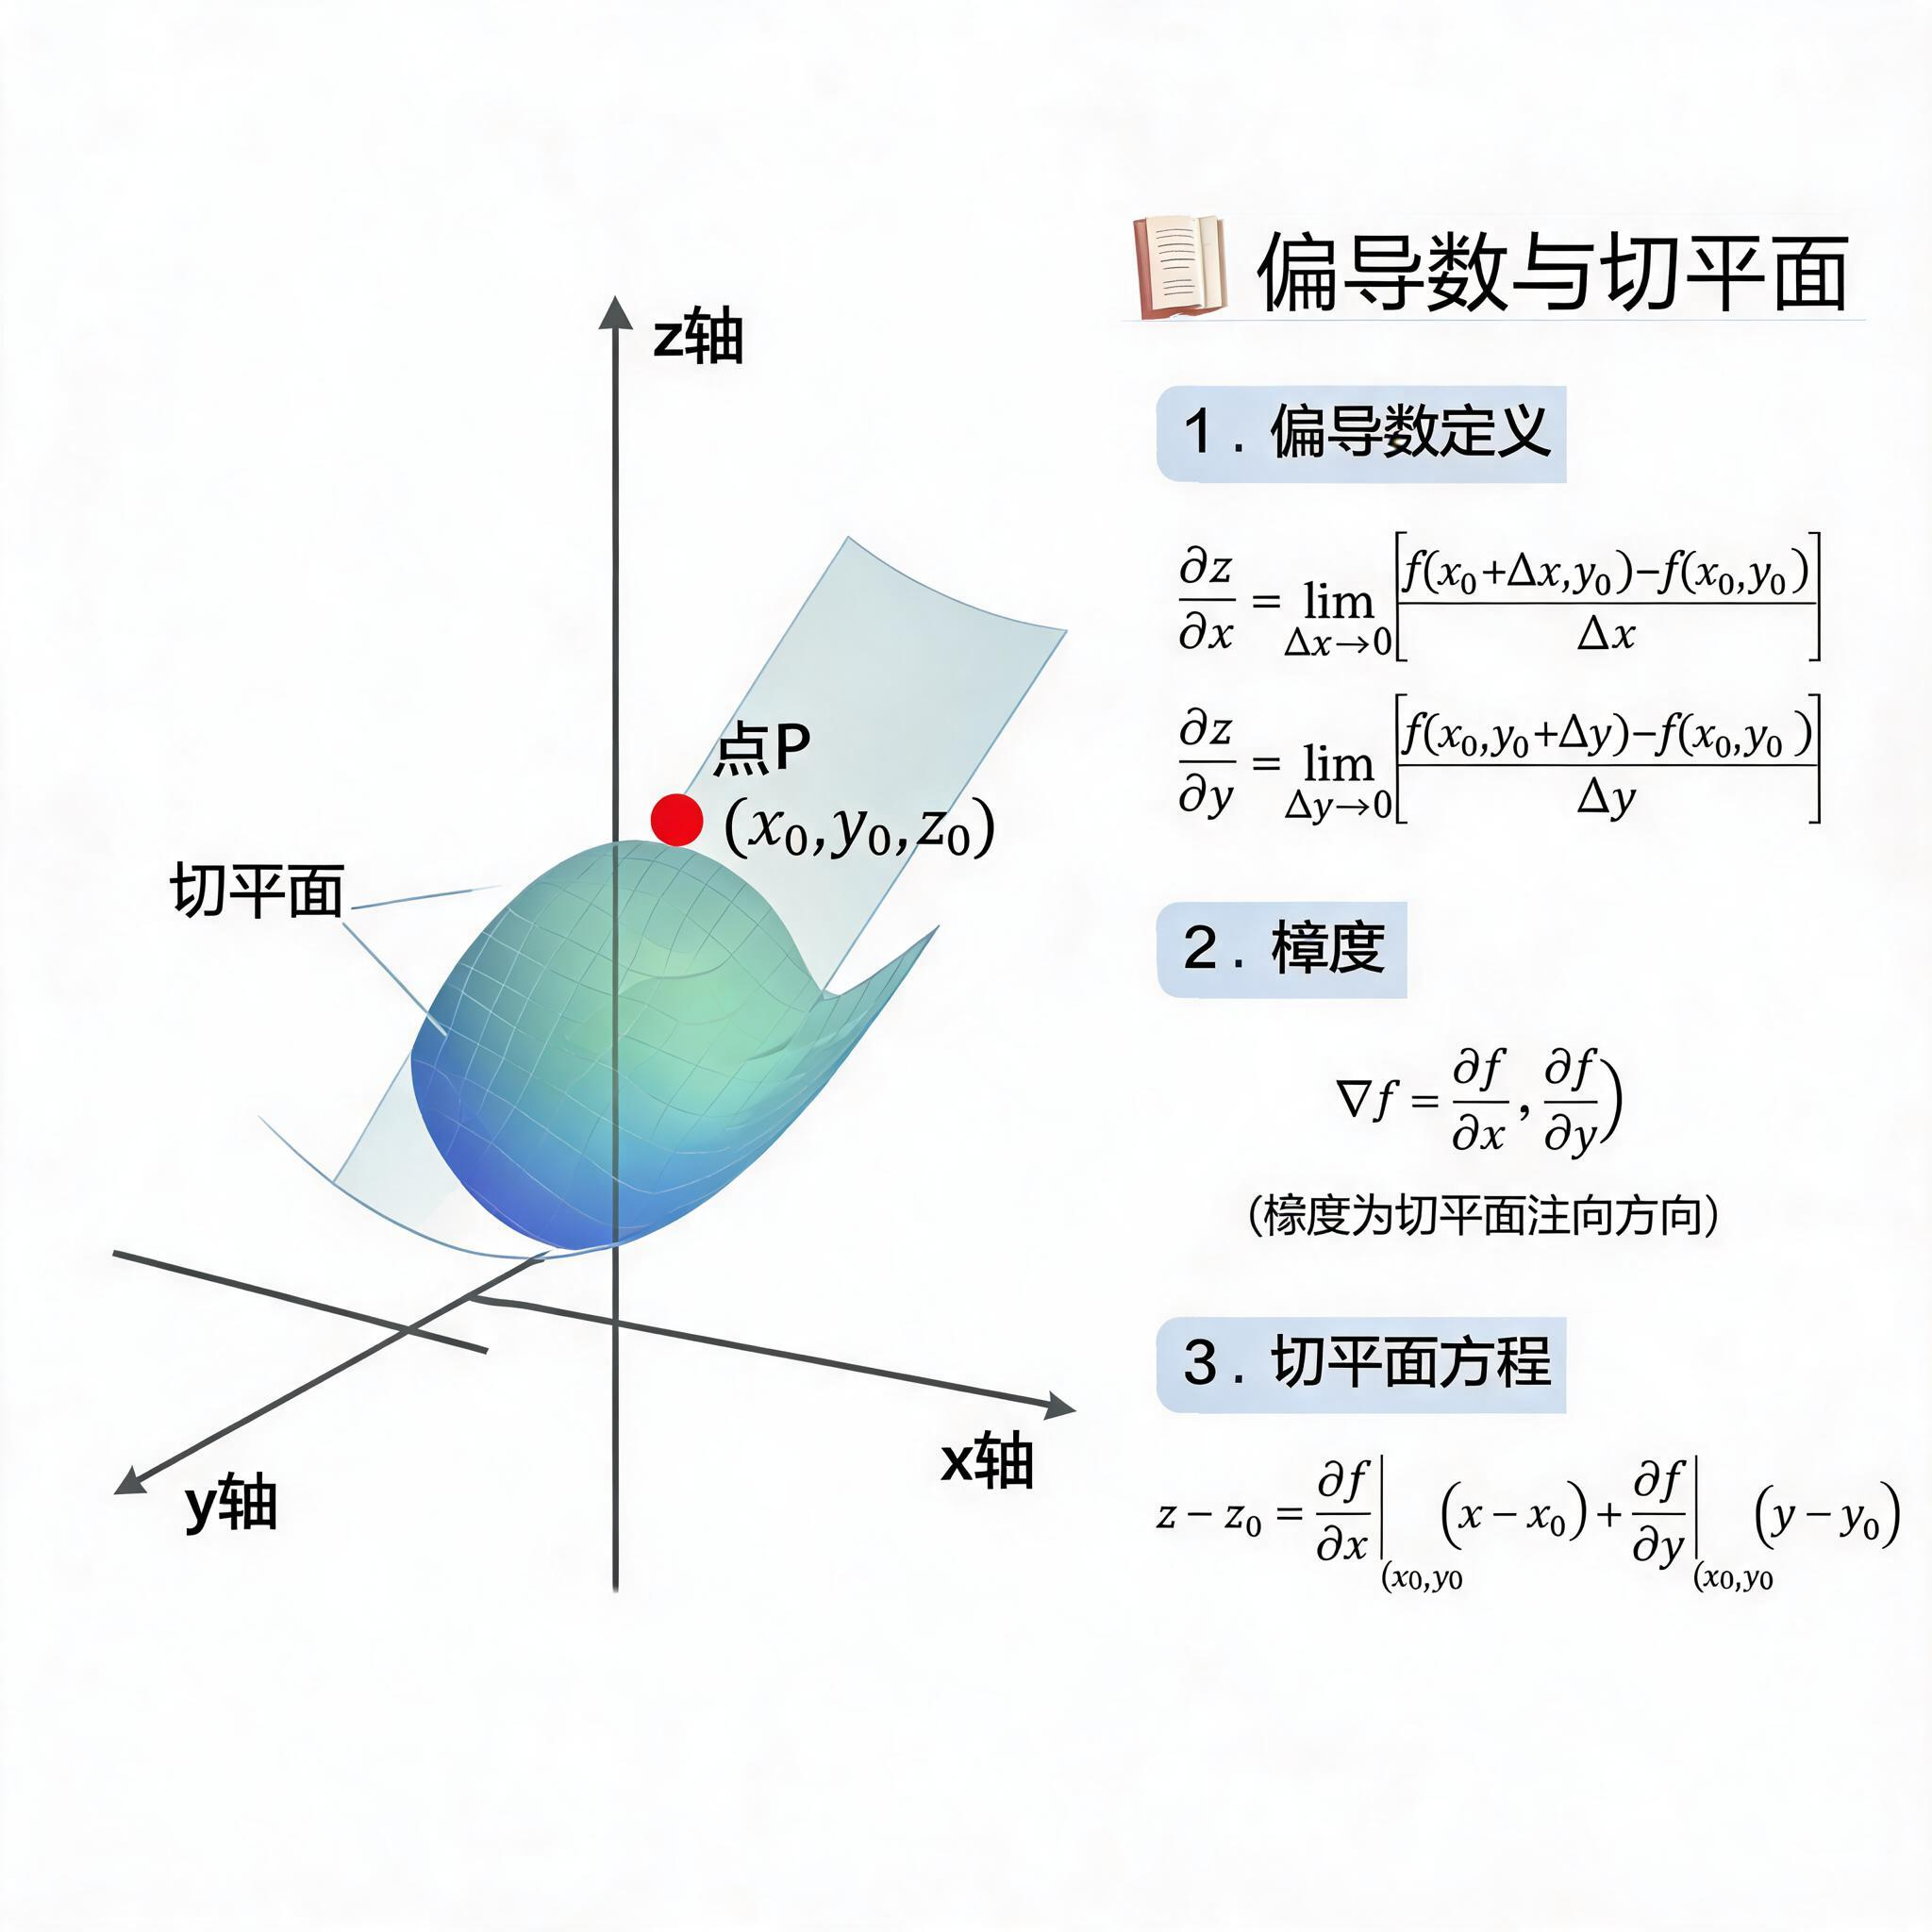 z轴
点P
(x₀,y₀,z₀)
切平面
x轴
y轴
偏导数与切平面
1. 偏导数定义
∂z/∂x = lim Δx→0 [f(x₀+Δx,y₀)−f(x₀,y₀)/Δx]
∂z/∂y = lim Δy→0 [f(x₀,y₀+Δy)−f(x₀,y₀)/Δy]
2. 樟度
∇f = ∂f/∂x, ∂f/∂y)
(度为切平面注向方向)
3. 切平面方程
z − z₀ = ∂f/∂x|(x₀,y₀ (x − x₀) + ∂f/∂y|(x₀,y₀ (y − y₀)